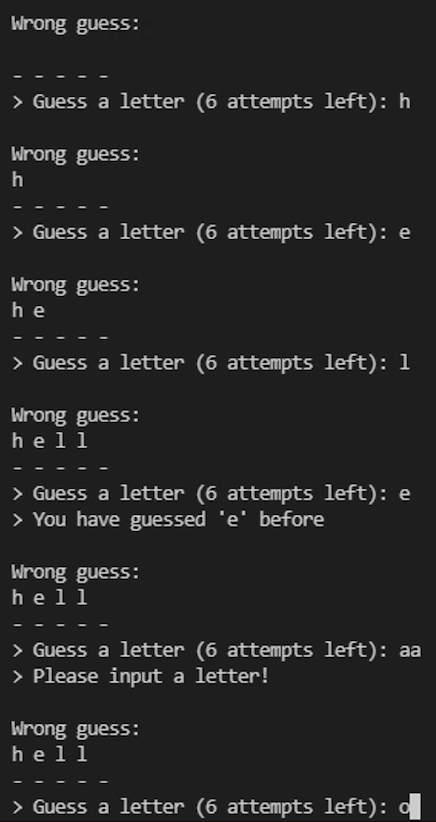 Wrong guess:
- - - - -
> Guess a letter (6 attempts left): h
Wrong guess:
h
- - - - -
> Guess a letter (6 attempts left): e
Wrong guess:
h e
- - - - -
> Guess a letter (6 attempts left): l
Wrong guess:
h e l l
- - - - -
> Guess a letter (6 attempts left): e
> You have guessed 'e' before
Wrong guess:
h e l l
- - - - -
> Guess a letter (6 attempts left): aa
> Please input a letter!
Wrong guess:
h e l l
- - - - -
> Guess a letter (6 attempts left): o